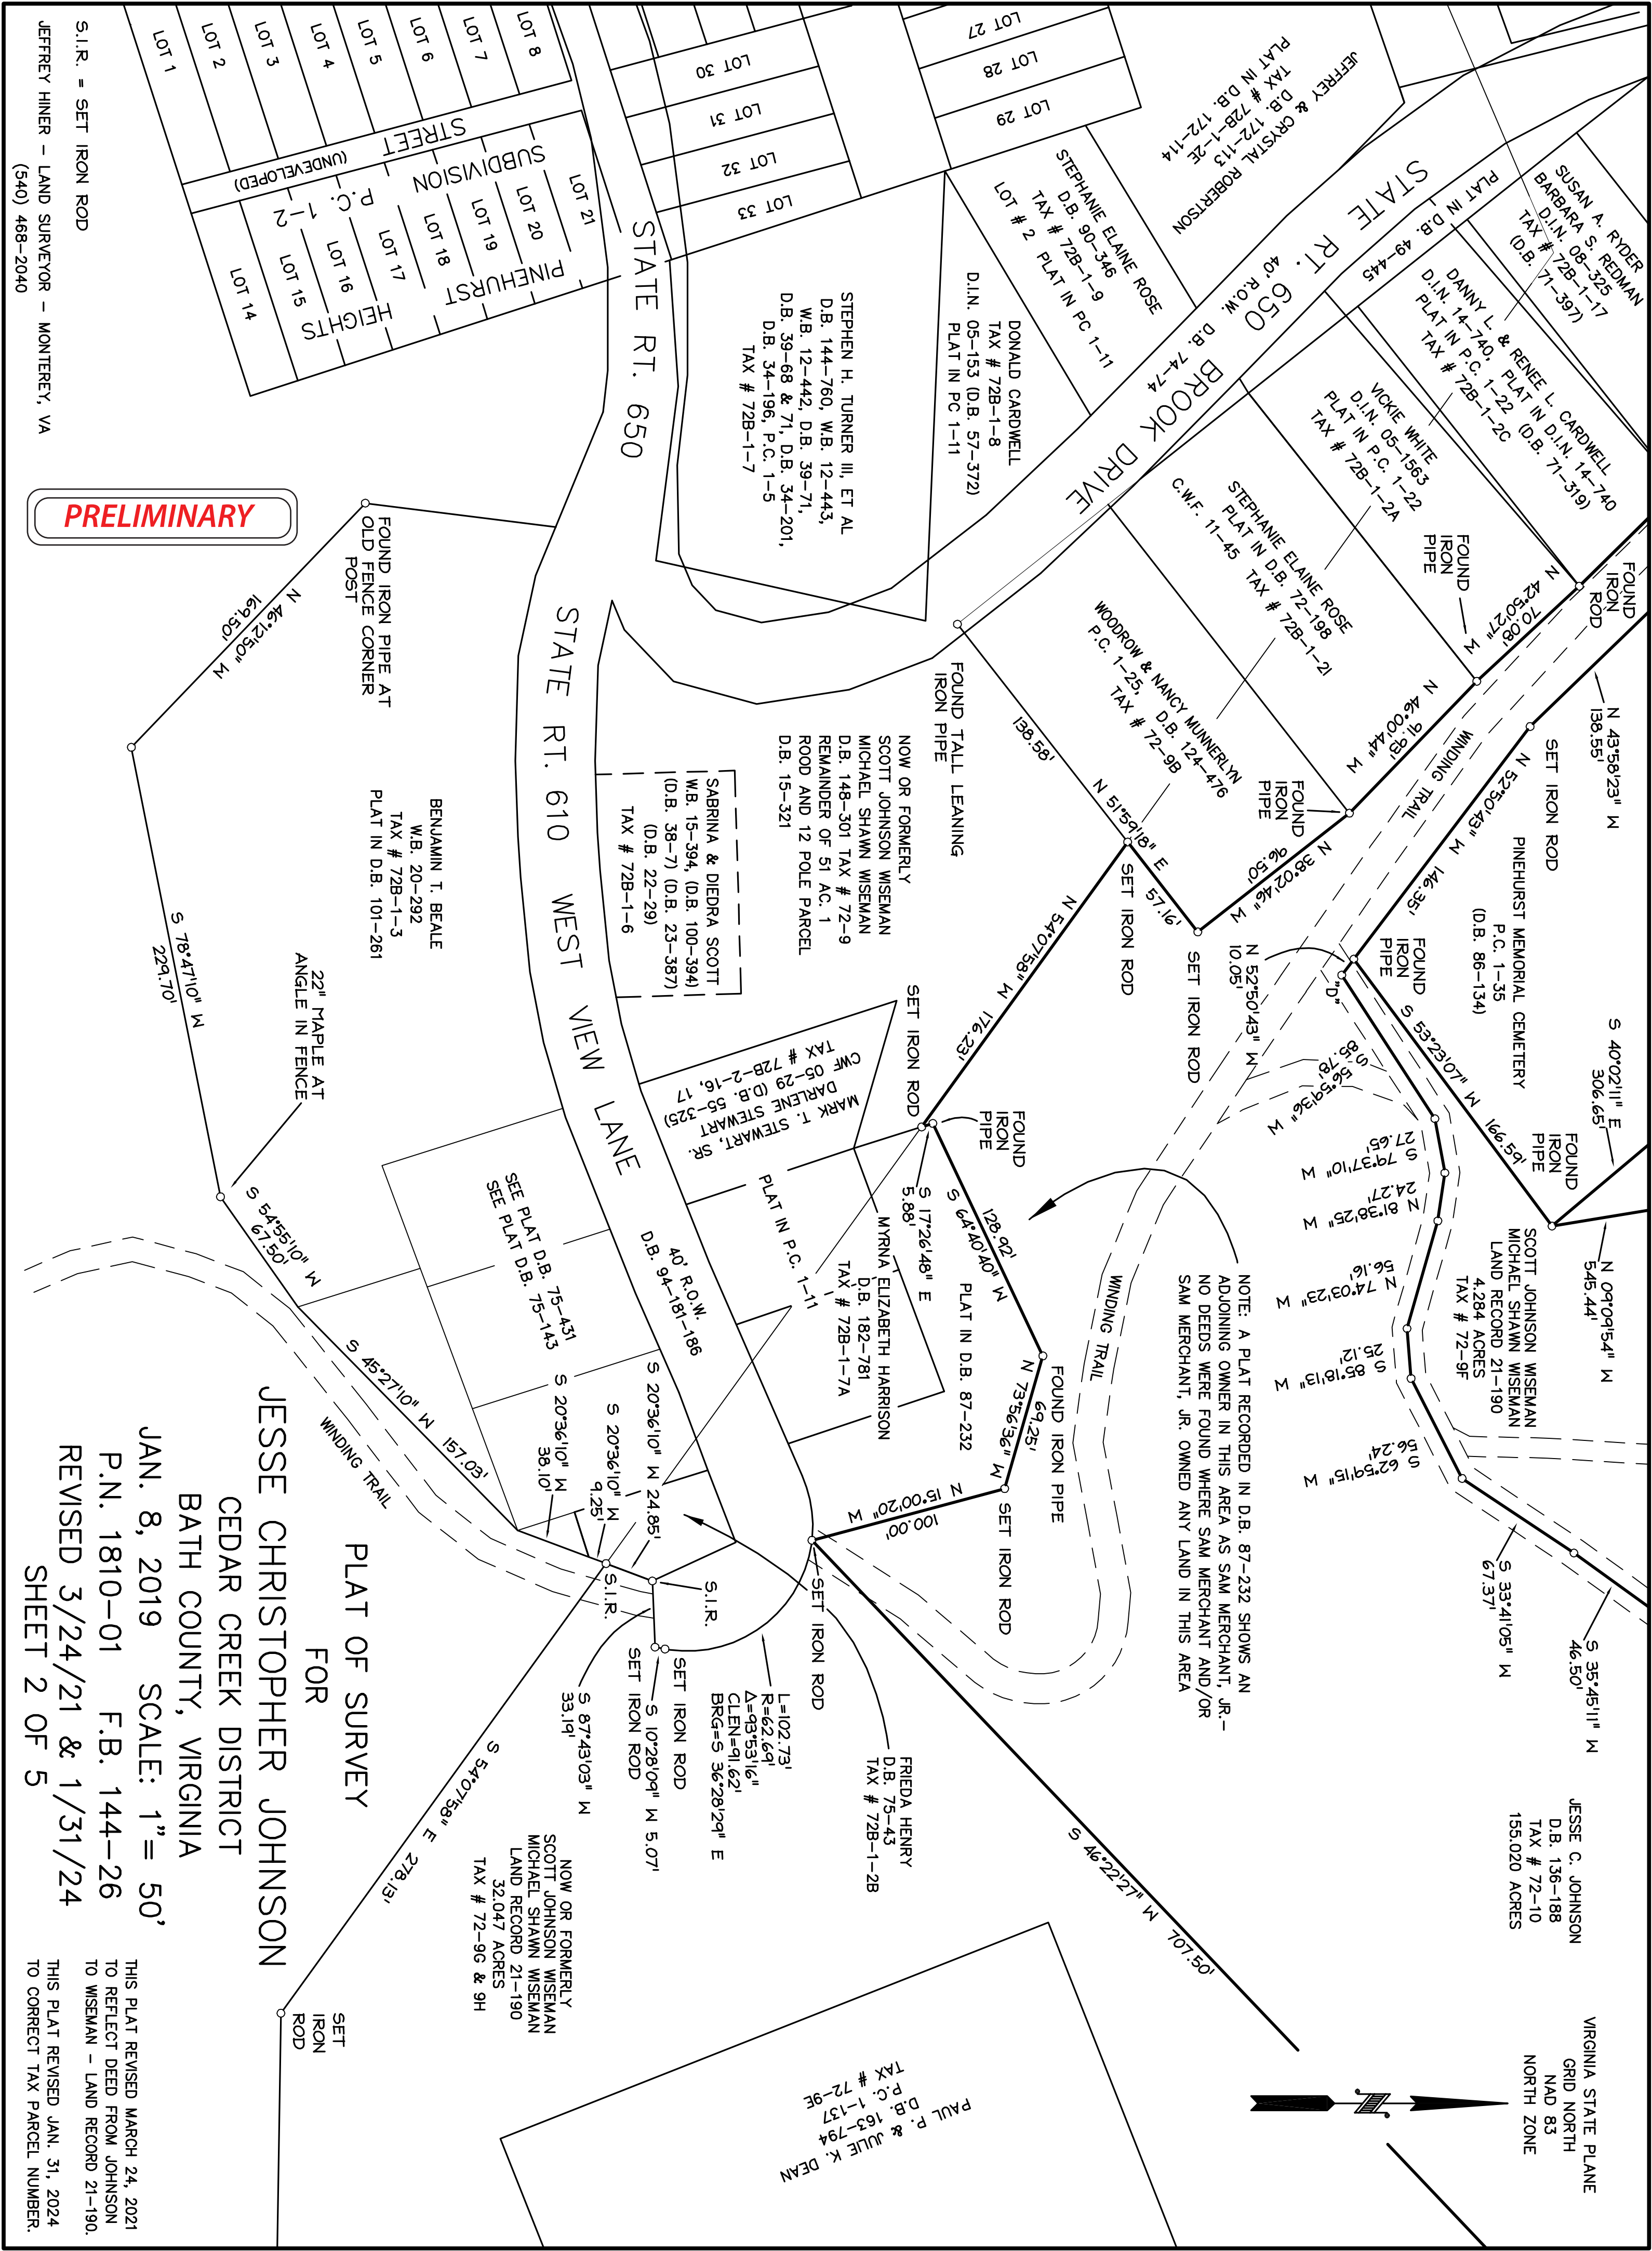 VIRGINIA STATE PLANE
GRID NORTH
NAD 83
NORTH ZONE
SUSAN A. RYDER
BARBARA S. REDMAN
D.I.N. 08-325
TAX # 72B-1-17
(D.B. 71-397)
DANNY L. & RENEE L. CARDWELL
D.I.N. 14-740, PLAT IN D.I.N. 14-740
PLAT IN P.C. 1-22 (D.B. 71-319)
TAX # 72B-1-2C
VICKIE WHITE
D.I.N. 05-1563
PLAT IN P.C. 1-22
TAX # 72B-1-2A
STEPHANIE ELAINE ROSE
PLAT IN D.B. 72-198
C.W.F. 11-45 TAX # 72B-1-2I
WOODROW & NANCY MUNNERLYN
P.C. 1-25, D.B. 124-476
TAX # 72-9B
PLAT IN D.B. 49-445
STATE RT. 650 BROOK DRIVE
40' R.O.W. D.B. 74-74
JEFFREY & CRYSTAL ROBERTSON
D.B. 172-113
TAX # 72B-1-2E
PLAT IN D.B. 172-114
STEPHANIE ELAINE ROSE
D.B. 90-346
TAX # 72B-1-9
LOT # 2 PLAT IN PC 1-11
DONALD CARDWELL
TAX # 72B-1-8
D.I.N. 05-153 (D.B. 57-372)
PLAT IN PC 1-11
STEPHEN H. TURNER III, ET AL
D.B. 144-760, W.B. 12-443,
W.B. 12-442, D.B. 39-71,
D.B. 39-68 & 71, D.B. 34-201,
D.B. 34-196, P.C. 1-5
TAX # 72B-1-7
LOT 27
LOT 28
LOT 29
LOT 30
LOT 31
LOT 32
LOT 33
STATE RT. 650
LOT 8
LOT 7
LOT 6
LOT 5
LOT 4
LOT 3
LOT 2
LOT 1
STREET
(UNDEVELOPED)
LOT 21
LOT 20
LOT 19
LOT 18
LOT 17
LOT 16
LOT 15
LOT 14
PINEHURST
HEIGHTS
SUBDIVISION
P.C. 1-2
FOUND
IRON
ROD
N 42°50'27" W
70.08'
FOUND
IRON
PIPE
N 46°00'44" W
91.93'
WINDING TRAIL
N 43°58'23" W
138.55'
SET IRON ROD
N 52°50'43" W 146.35'
FOUND
IRON
PIPE
N 38°02'46" W
96.50'
PINEHURST MEMORIAL CEMETERY
P.C. 1-35
(D.B. 86-134)
FOUND
IRON
PIPE
N 52°50'43" W
10.05'
"D"
S 53°23'07" W 166.59'
FOUND
IRON
PIPE
S 40°02'11" E
306.65'
N 09°09'54" W
545.44'
SCOTT JOHNSON WISEMAN
MICHAEL SHAWN WISEMAN
LAND RECORD 21-190
4.284 ACRES
TAX # 72-9F
S 56°59'36" W
85.78'
S 79°37'10" W
27.65'
N 81°38'25" W
24.27'
N 74°03'23" W
56.16'
S 85°18'13" W
25.12'
S 62°59'15" W
56.24'
S 33°41'05" W
67.37'
S 35°45'11" W
46.50'
JESSE C. JOHNSON
D.B. 136-188
TAX # 72-10
155.020 ACRES
FOUND TALL LEANING
IRON PIPE
138.58'
N 51°59'18" E
57.16'
SET IRON ROD
SET IRON ROD
N 54°07'58" W 176.23'
SET IRON ROD
NOW OR FORMERLY
SCOTT JOHNSON WISEMAN
MICHAEL SHAWN WISEMAN
D.B. 148-301 TAX # 72-9
REMAINDER OF 51 AC. 1
ROOD AND 12 POLE PARCEL
D.B. 15-321
SABRINA & DIEDRA SCOTT
W.B. 15-394, (D.B. 100-394)
(D.B. 38-7) (D.B. 23-387)
(D.B. 22-29)
TAX # 72B-1-6
STATE RT. 610 WEST VIEW LANE
MARK T. STEWART, SR.
DARLENE STEWART
CWF 05-29 (D.B. 55-325)
TAX # 72B-2-16, 17
FOUND
IRON
PIPE
S 17°26'48" E
5.88'
128.92'
S 64°40'40" W
PLAT IN D.B. 87-232
MYRNA ELIZABETH HARRISON
D.B. 182-781
TAX # 72B-1-7A
PLAT IN P.C. 1-11
FOUND IRON PIPE
69.25'
N 73°56'36" W
SET IRON ROD
N 15°00'20" W
100.00'
SET IRON ROD
WINDING TRAIL
NOTE: A PLAT RECORDED IN D.B. 87-232 SHOWS AN
ADJOINING OWNER IN THIS AREA AS SAM MERCHANT, JR.-
NO DEEDS WERE FOUND WHERE SAM MERCHANT AND/OR
SAM MERCHANT, JR. OWNED ANY LAND IN THIS AREA
S 46°22'27" W 707.50'
40' R.O.W.
D.B. 94-181-186
SEE PLAT D.B. 75-431
SEE PLAT D.B. 75-143
FOUND IRON PIPE AT
OLD FENCE CORNER
POST
N 46°12'50" W
169.50'
BENJAMIN T. BEALE
W.B. 20-292
TAX # 72B-1-3
PLAT IN D.B. 101-261
S 78°47'10" W
229.70'
22" MAPLE AT
ANGLE IN FENCE
S 54°55'10" W
67.50'
S 45°27'10" W 157.03'
WINDING TRAIL
S 20°36'10" W
38.10'
S 20°36'10" W
9.25'
S 20°36'10" W 24.85'
S.I.R.
S.I.R.
S 87°43'03" W
33.19'
SET IRON ROD
SET IRON ROD
S 10°28'09" W 5.07'
L=102.73'
R=62.69'
Δ=93°53'16"
CLEN=91.62'
BRG=S 36°28'29" E
FRIEDA HENRY
D.B. 75-43
TAX # 72B-1-2B
S 54°07'58" E 278.13'
SET
IRON
ROD
NOW OR FORMERLY
SCOTT JOHNSON WISEMAN
MICHAEL SHAWN WISEMAN
LAND RECORD 21-190
32.047 ACRES
TAX # 72-9G & 9H
PAUL P. & JULIE K. DEAN
D.B. 163-794
P.C. 1-137
TAX # 72-9E
PRELIMINARY
S.I.R. = SET IRON ROD
JEFFREY HINER - LAND SURVEYOR - MONTEREY, VA
(540) 468-2040
PLAT OF SURVEY
FOR
JESSE CHRISTOPHER JOHNSON
CEDAR CREEK DISTRICT
BATH COUNTY, VIRGINIA
JAN. 8, 2019 SCALE: 1"= 50'
P.N. 1810-01 F.B. 144-26
REVISED 3/24/21 & 1/31/24
SHEET 2 OF 5
THIS PLAT REVISED MARCH 24, 2021
TO REFLECT DEED FROM JOHNSON
TO WISEMAN - LAND RECORD 21-190.
THIS PLAT REVISED JAN. 31, 2024
TO CORRECT TAX PARCEL NUMBER.